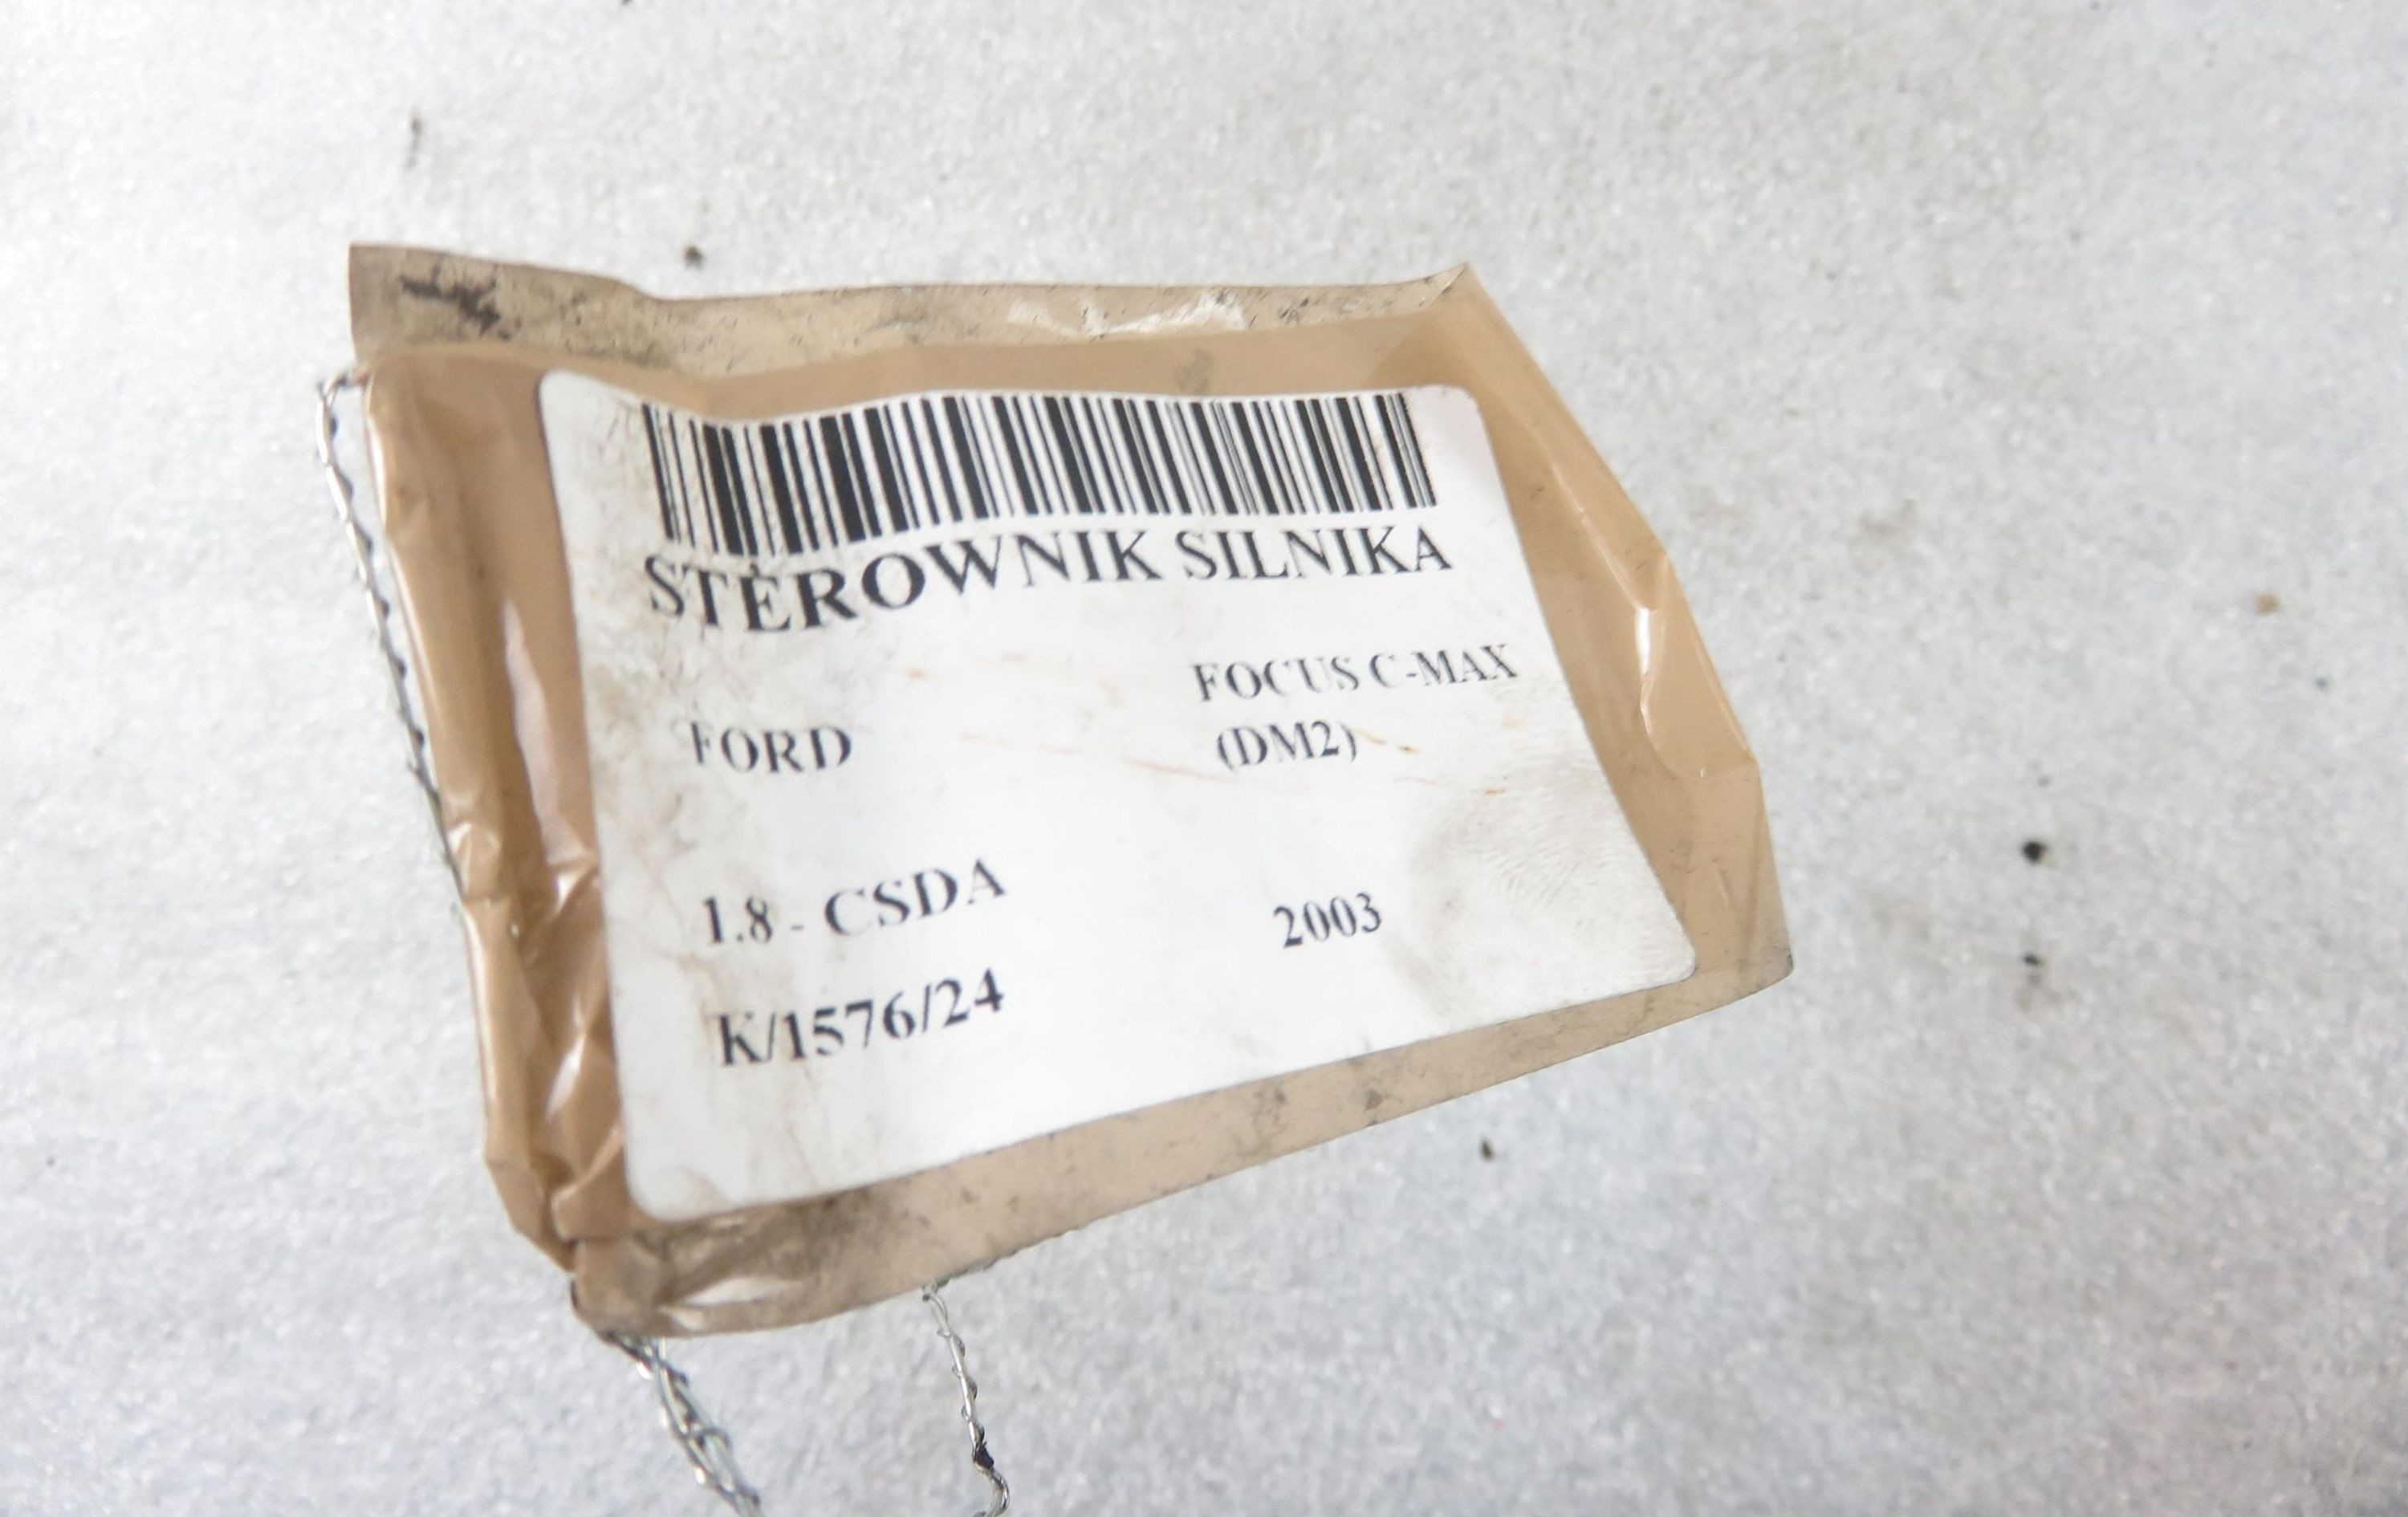 STEROWNIK SILNIKA
FORD
FOCUS C-MAX
(DM2)
1.8 - CSDA
2003
K/1576/24